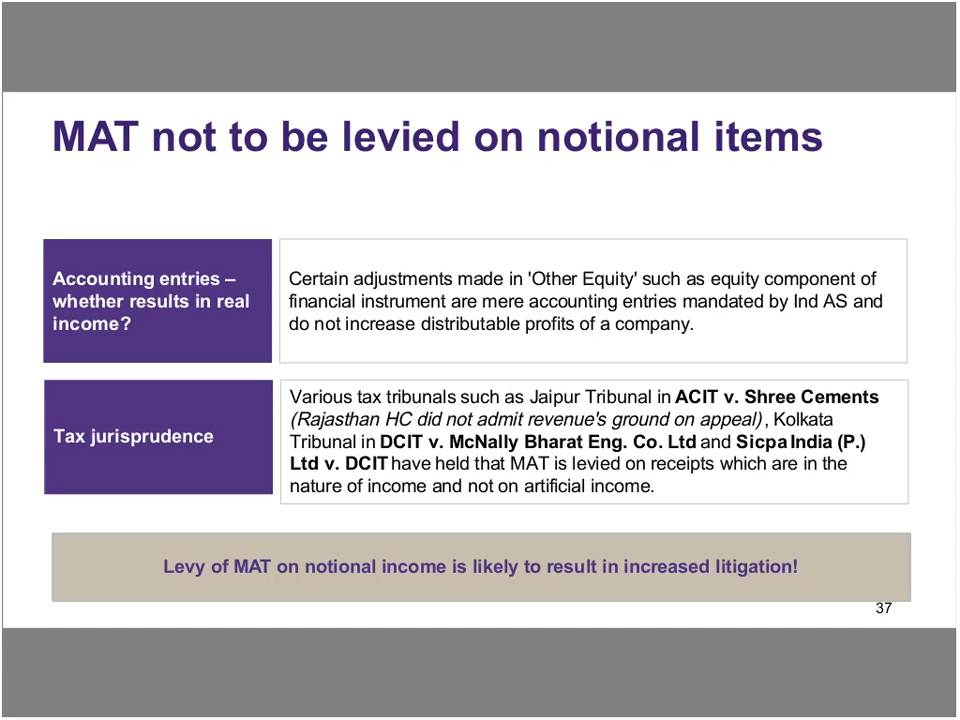 MAT not to be levied on notional items
Accounting entries –
whether results in real
income?
Certain adjustments made in 'Other Equity' such as equity component of
financial instrument are mere accounting entries mandated by Ind AS and
do not increase distributable profits of a company.
Tax jurisprudence
Various tax tribunals such as Jaipur Tribunal in ACIT v. Shree Cements
(Rajasthan HC did not admit revenue's ground on appeal), Kolkata
Tribunal in DCIT v. McNally Bharat Eng. Co. Ltd and Sicpa India (P.)
Ltd v. DCIT have held that MAT is levied on receipts which are in the
nature of income and not on artificial income.
Levy of MAT on notional income is likely to result in increased litigation!
37